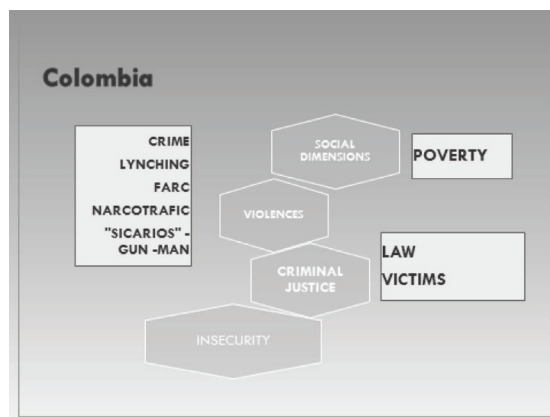 Colombia
CRIME
LYNCHING
FARC
NARCOTRAFIC
"SICARIOS" -
GUN -MAN
SOCIAL
DIMENSIONS
POVERTY
VIOLENCES
CRIMINAL
JUSTICE
LAW
VICTIMS
INSECURITY